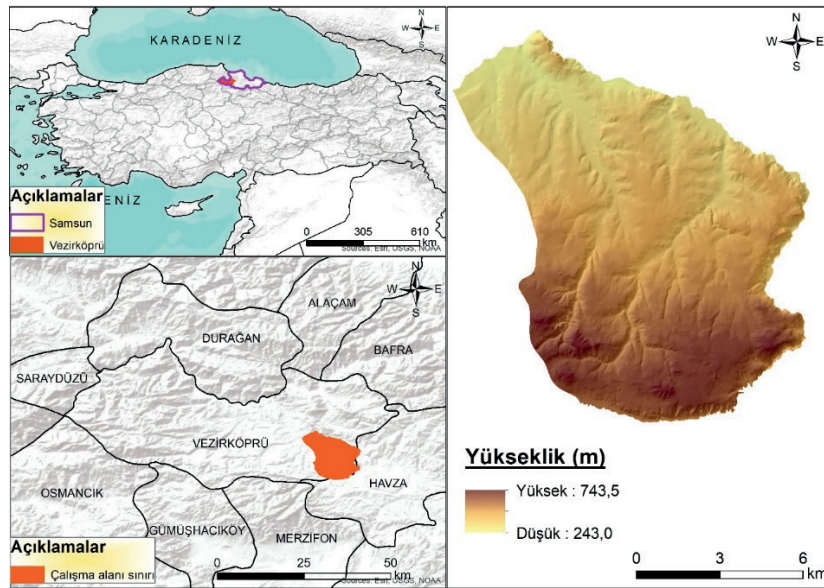 N
W E
S
KARADENİZ
ENİZ
Açıklamalar
Samsun
Vezirköprü
0 305 610
km
Sources: Esri, USGS, NOAA
N
W E
S
ALAÇAM
DURAĞAN
BAFRA
SARAYDÜZÜ
VEZİRKÖPRÜ
HAVZA
OSMANCIK
GÜMÜŞHACIKÖY
MERZİFON
Açıklamalar
Çalışma alanı sınırı
0 25 50
km
Sources: Esri, USGS, NOAA
N
W E
S
Yükseklik (m)
Yüksek : 743,5
Düşük : 243,0
0 3 6
km